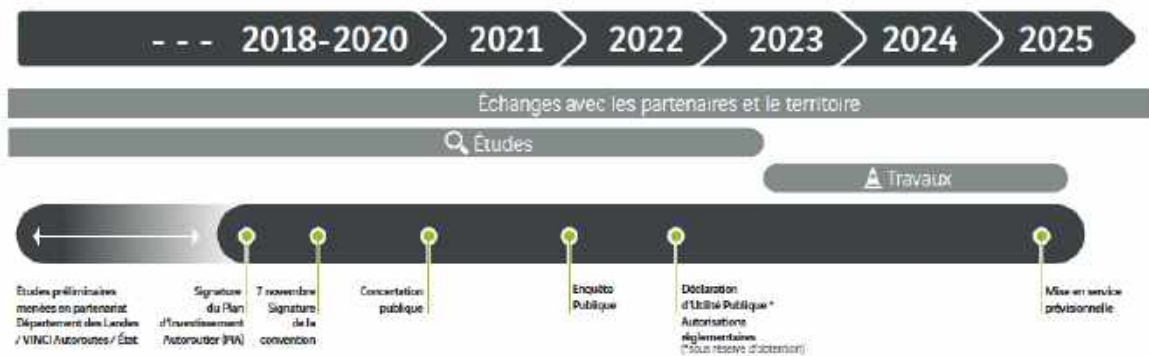 --- 2018-2020 2021 2022 2023 2024 2025
Échanges avec les partenaires et le territoire
Études
Travaux
Études préliminaires
menées en partenariat
Département des Landes
/ VINCI Autoroutes / État
Signature
du Plan
d'Investissement
Autoroutier (PIA)
7 novembre
Signature
de la
convention
Concertation
publique
Enquête
Publique
Déclaration
d'Utilité Publique *
Autorisations
réglementaires
(*sous réserve d'obtention)
Mise en service
prévisionnelle